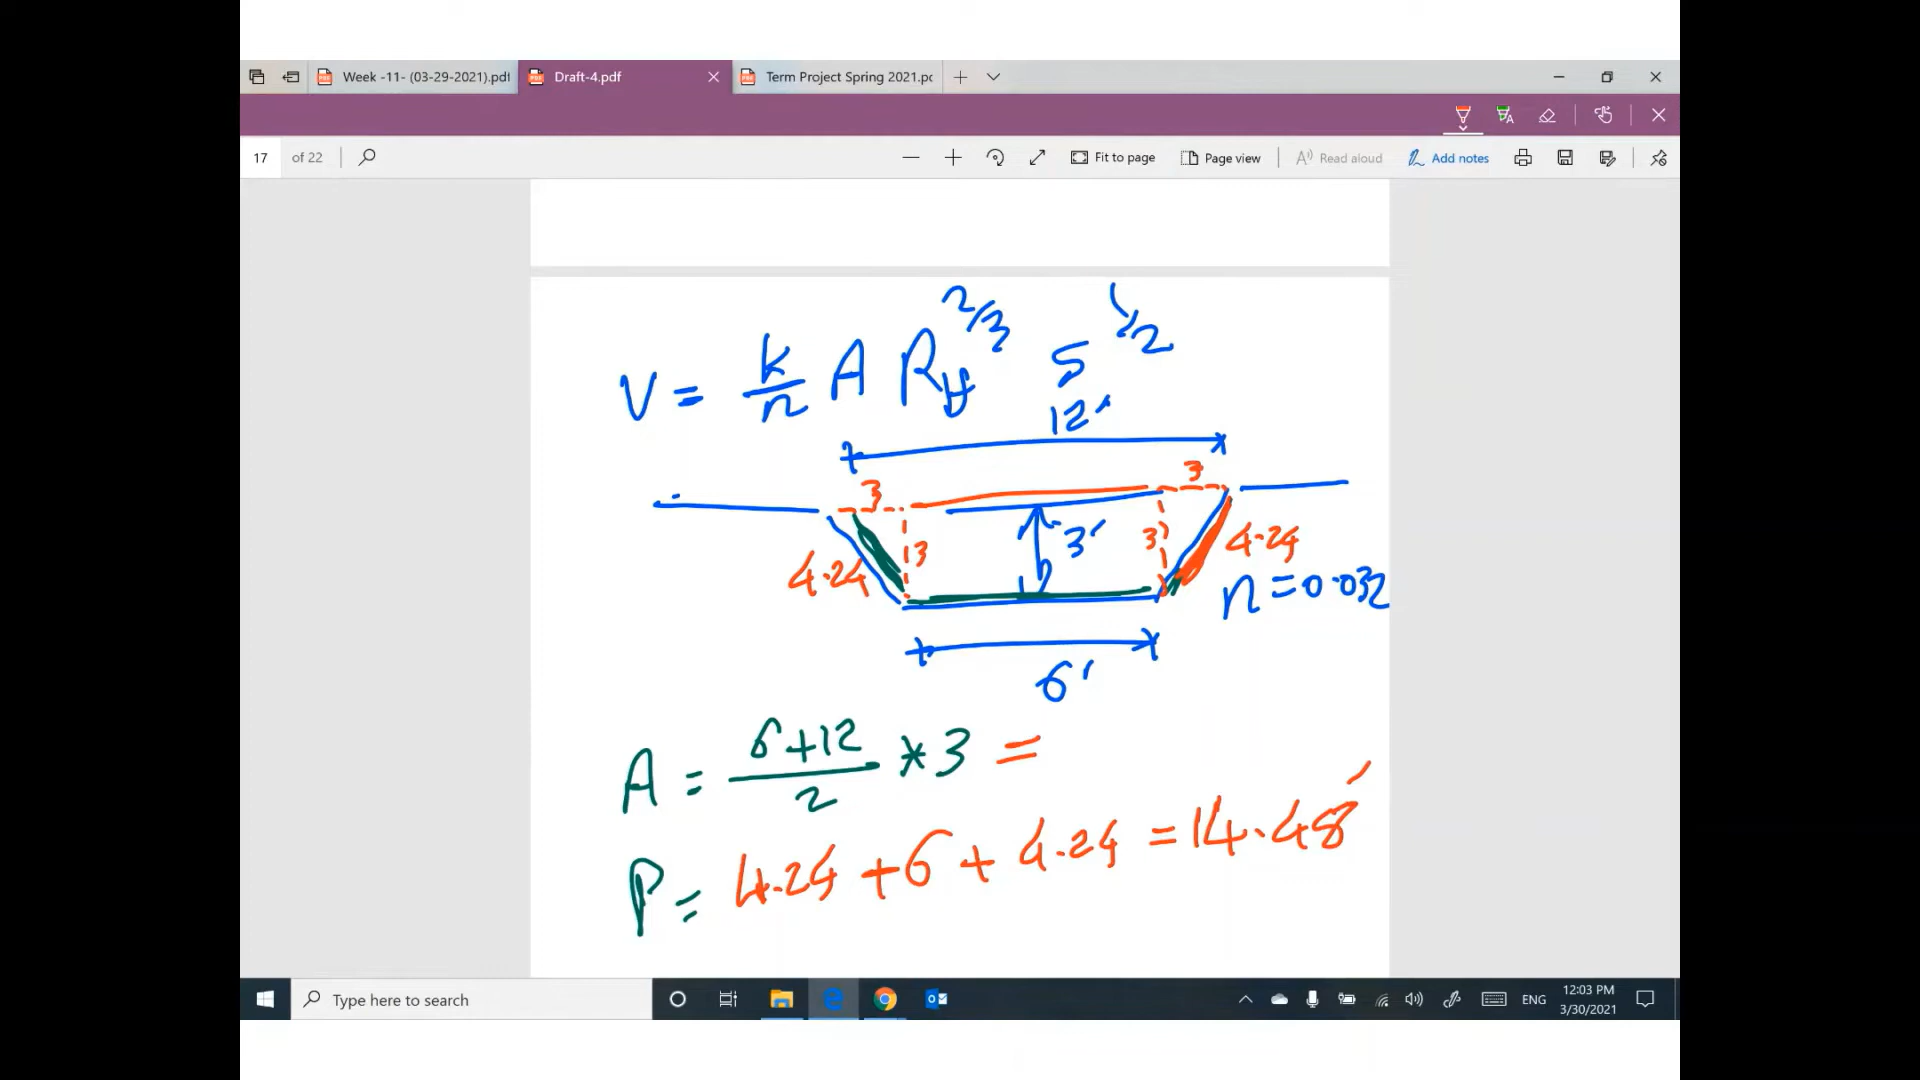 Week -11- (03-29-2021).pdf Draft-4.pdf Term Project Spring 2021.pc
17 of 22 Fit to page Page view Read aloud Add notes
V = k/n A R_H^2/3 S^1/2
12'
3 3
4.24 3 3' 3 4.24
n = 0.032
6'
A = (6+12)/2 * 3 =
P = 4.24 + 6 + 4.24 = 14.48'
Type here to search ENG 12:03 PM
3/30/2021